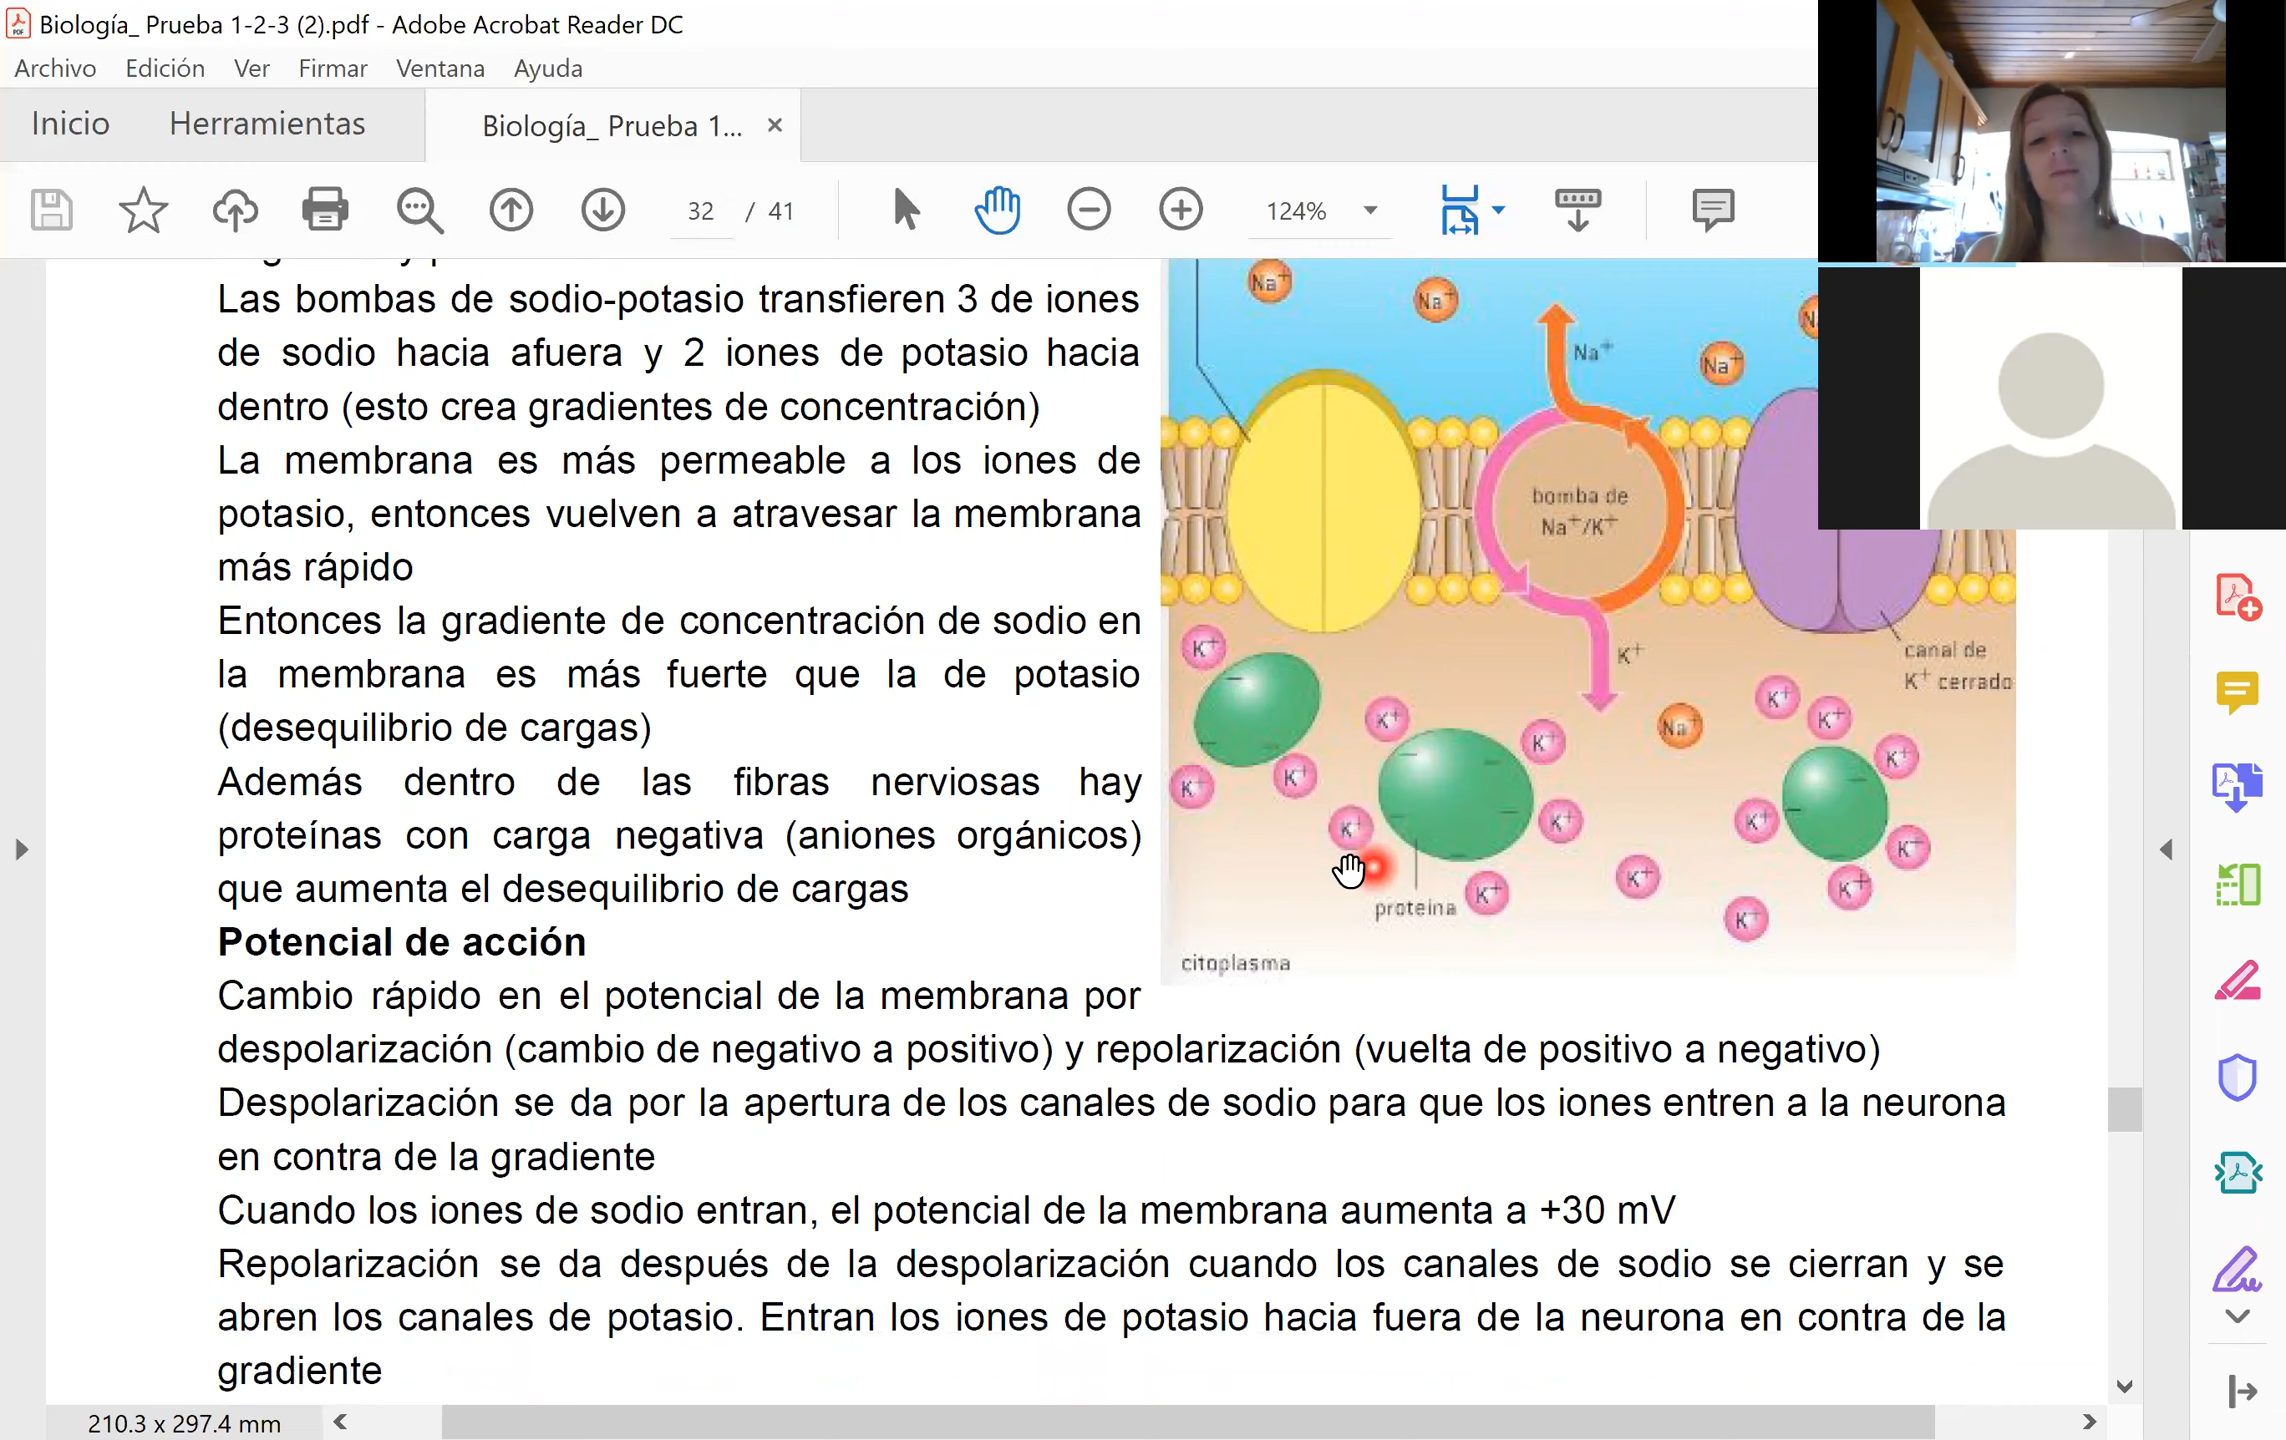 Biología_ Prueba 1-2-3 (2).pdf - Adobe Acrobat Reader DC
Archivo Edición Ver Firmar Ventana Ayuda
Inicio Herramientas Biología_ Prueba 1...
32 / 41 124%
Las bombas de sodio-potasio transfieren 3 de iones
de sodio hacia afuera y 2 iones de potasio hacia
dentro (esto crea gradientes de concentración)
La membrana es más permeable a los iones de
potasio, entonces vuelven a atravesar la membrana
más rápido
Entonces la gradiente de concentración de sodio en
la membrana es más fuerte que la de potasio
(desequilibrio de cargas)
Además dentro de las fibras nerviosas hay
proteínas con carga negativa (aniones orgánicos)
que aumenta el desequilibrio de cargas
Potencial de acción
Cambio rápido en el potencial de la membrana por
despolarización (cambio de negativo a positivo) y repolarización (vuelta de positivo a negativo)
Despolarización se da por la apertura de los canales de sodio para que los iones entren a la neurona
en contra de la gradiente
Cuando los iones de sodio entran, el potencial de la membrana aumenta a +30 mV
Repolarización se da después de la despolarización cuando los canales de sodio se cierran y se
abren los canales de potasio. Entran los iones de potasio hacia fuera de la neurona en contra de la
gradiente
Na⁺
Na⁺
Na⁺
Na⁺
bomba de
Na⁺/K⁺
K⁺
canal de
K⁺ cerrado
K⁺
K⁺
K⁺
K⁺
K⁺
K⁺
K⁺
K⁺
Na⁺
K⁺
K⁺
K⁺
K⁺
K⁺
K⁺
K⁺
K⁺
proteína
citoplasma
210.3 x 297.4 mm